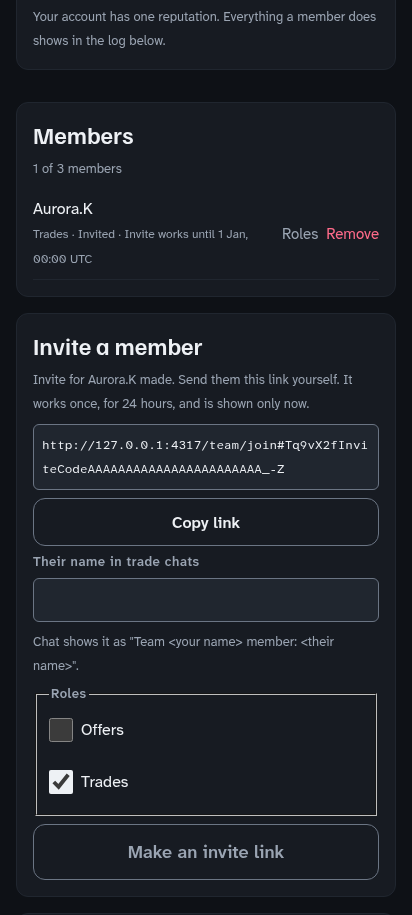 Your account has one reputation. Everything a member does
shows in the log below.
Members
1 of 3 members
Aurora.K
Trades · Invited · Invite works until 1 Jan,
00:00 UTC
Roles Remove
Invite a member
Invite for Aurora.K made. Send them this link yourself. It
works once, for 24 hours, and is shown only now.
http://127.0.0.1:4317/team/join#Tq9vX2fInvi
teCodeAAAAAAAAAAAAAAAAAAAAAAA_-Z
Copy link
Their name in trade chats
Chat shows it as "Team <your name> member: <their
name>".
Roles
Offers
Trades
Make an invite link